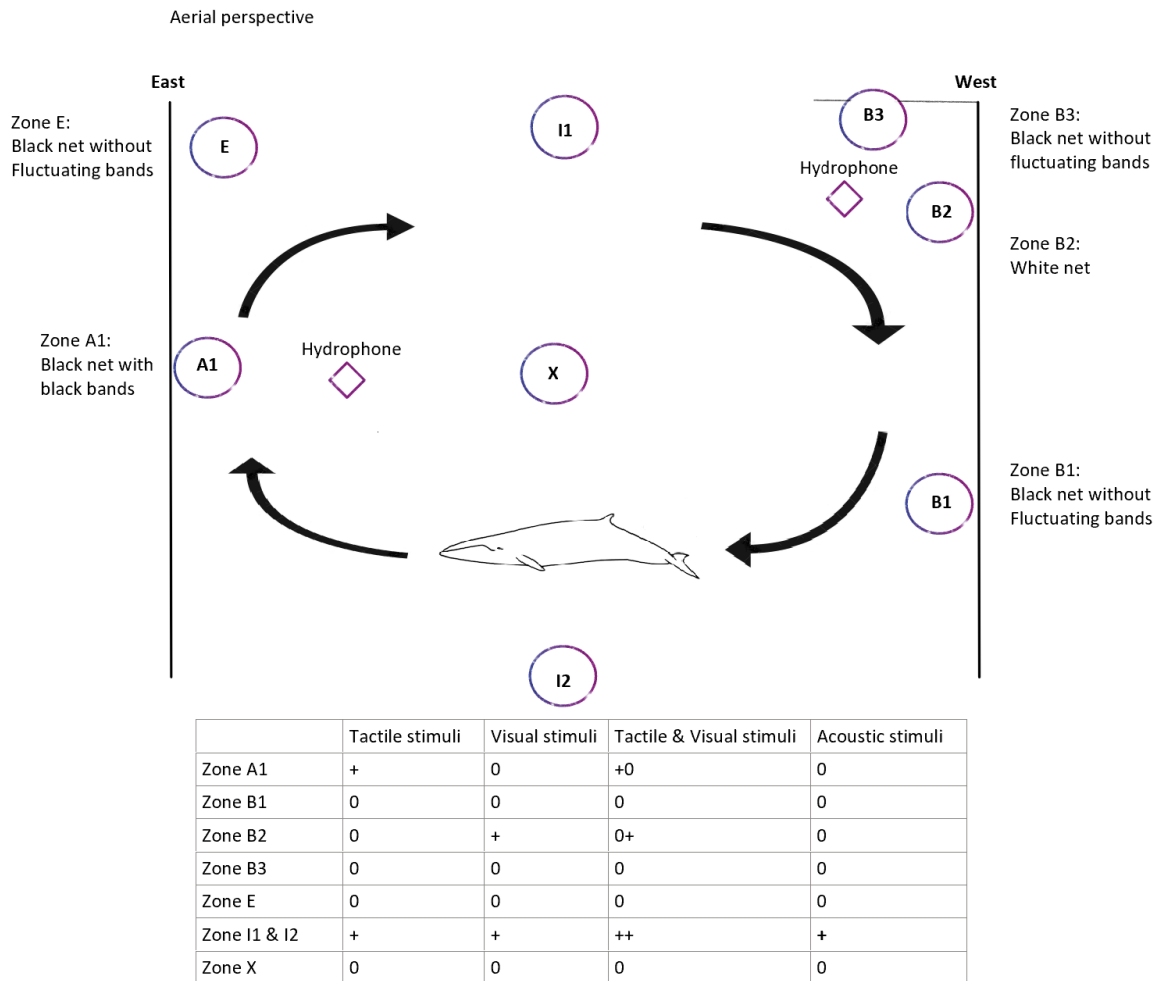 Aerial perspective
East
West
Zone E:
Black net without
Fluctuating bands
E
I1
B3
Zone B3:
Black net without
fluctuating bands
Hydrophone
B2
Zone B2:
White net
Zone A1:
Black net with
black bands
A1
Hydrophone
X
Zone B1:
Black net without
Fluctuating bands
B1
I2
Tactile stimuli Visual stimuli Tactile & Visual stimuli Acoustic stimuli
Zone A1 + 0 +0 0
Zone B1 0 0 0 0
Zone B2 0 + 0+ 0
Zone B3 0 0 0 0
Zone E 0 0 0 0
Zone I1 & I2 + + ++ +
Zone X 0 0 0 0